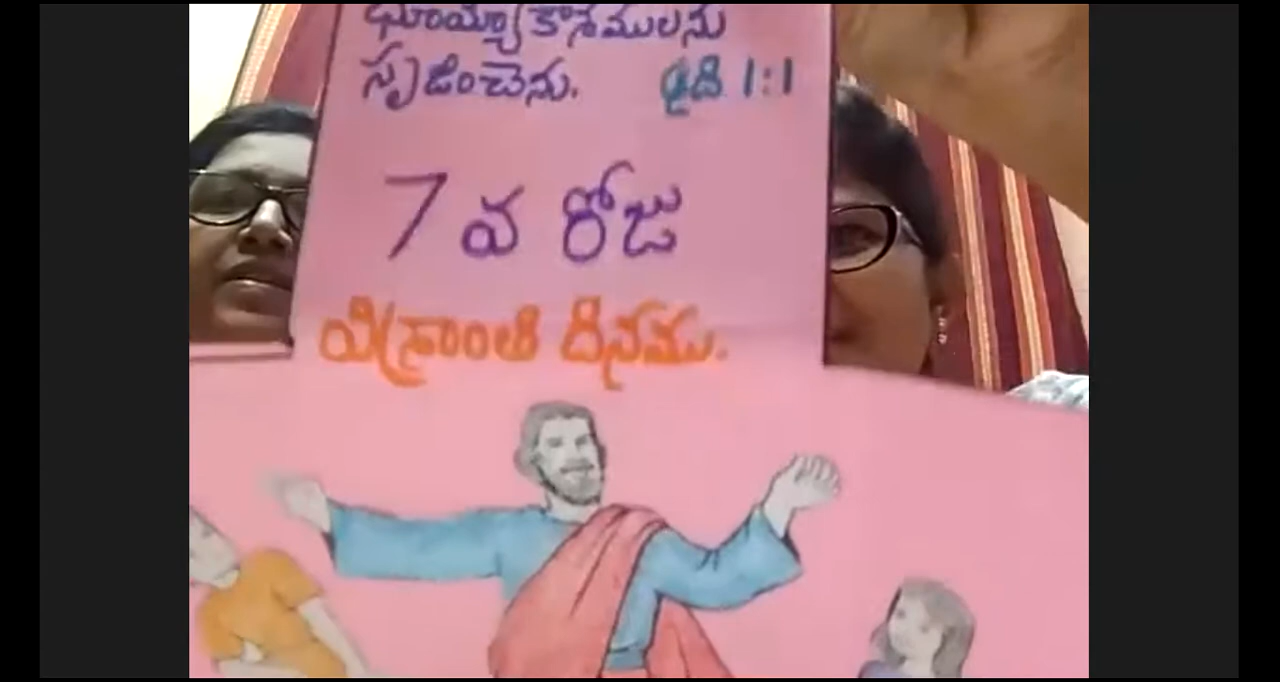 భూమ్యాకాశములను
సృజించెను. ఆది 1:1
7 వ రోజు
విశ్రాంతి దినము.